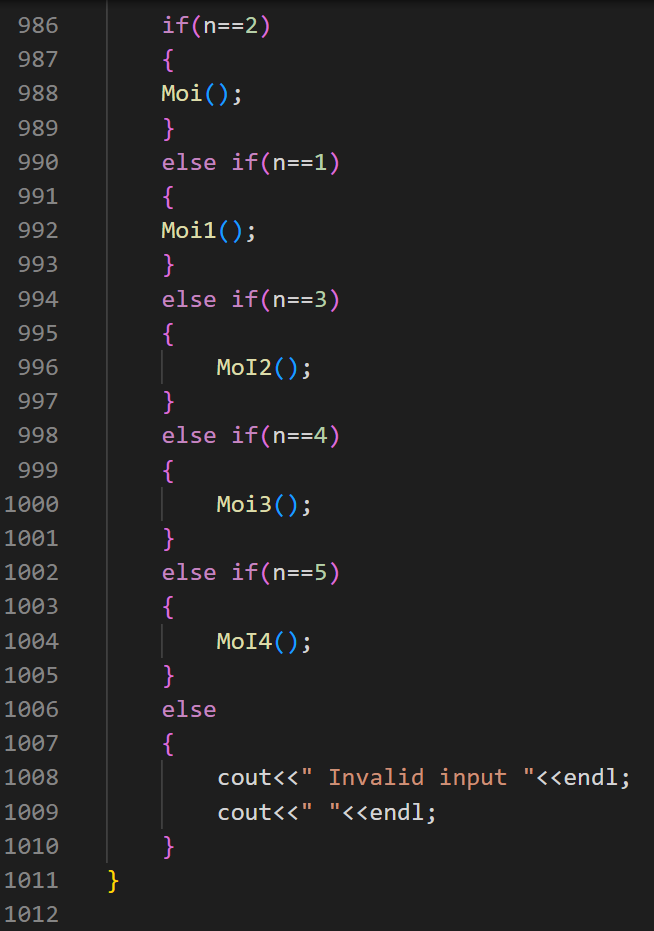 986 if(n==2)
987 {
988 Moi();
989 }
990 else if(n==1)
991 {
992 Moi1();
993 }
994 else if(n==3)
995 {
996 MoI2();
997 }
998 else if(n==4)
999 {
1000 Moi3();
1001 }
1002 else if(n==5)
1003 {
1004 MoI4();
1005 }
1006 else
1007 {
1008 cout<<" Invalid input "<<endl;
1009 cout<<" "<<endl;
1010 }
1011 }
1012